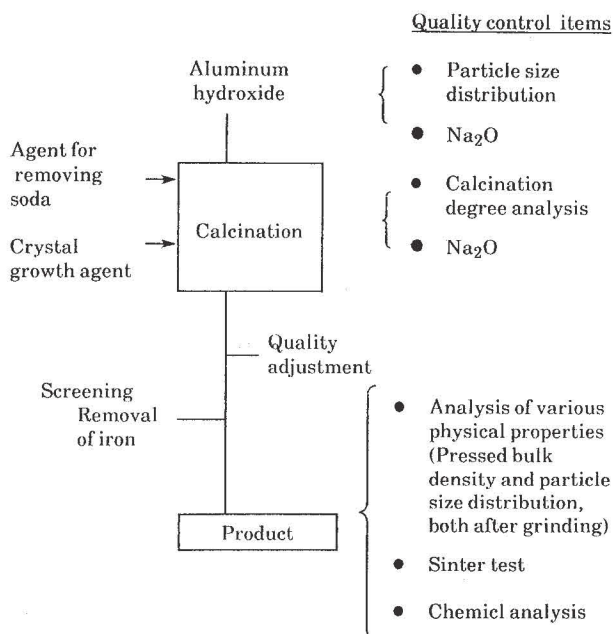 Quality control items
Aluminum
hydroxide
● Particle size
distribution
● Na₂O
Agent for
removing
soda
Crystal
growth agent
Calcination
● Calcination
degree analysis
● Na₂O
Quality
adjustment
Screening
Removal
of iron
Product
● Analysis of various
physical properties
(Pressed bulk
density and particle
size distribution,
both after grinding)
● Sinter test
● Chemicl analysis